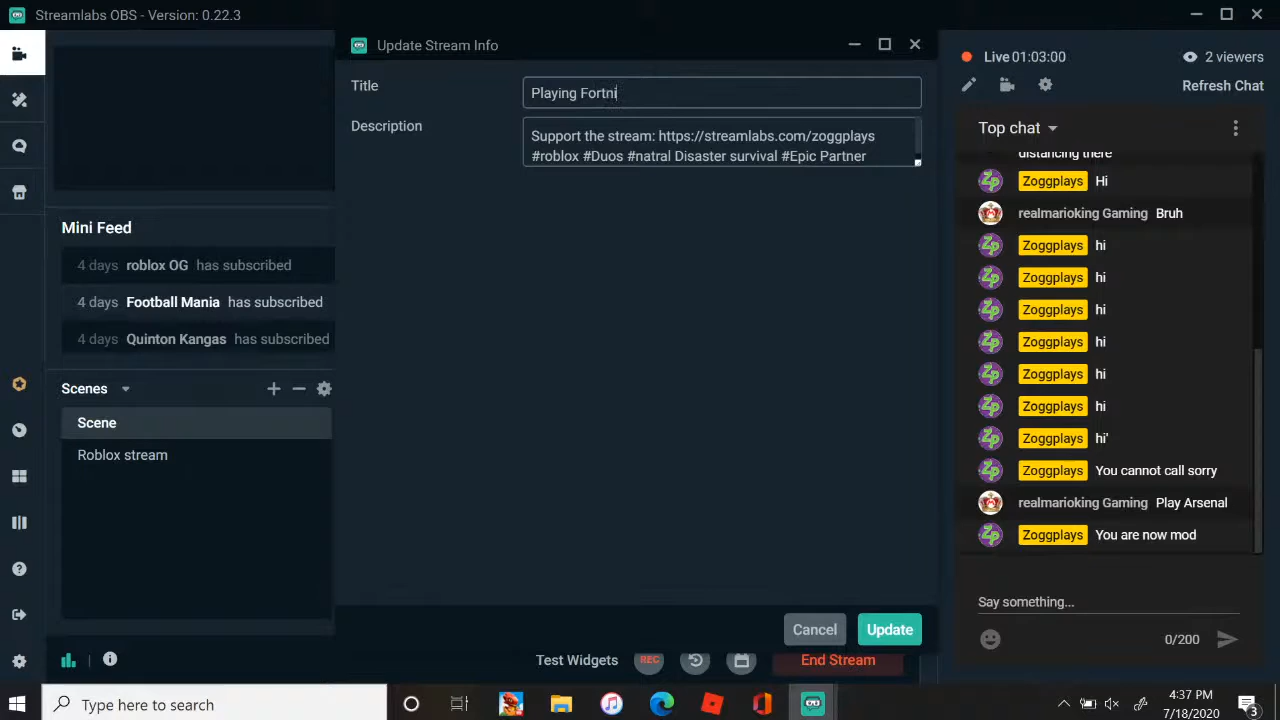 Streamlabs OBS - Version: 0.22.3
Update Stream Info
Title
Playing Fortni
Description
Support the stream: https://streamlabs.com/zoggplays
#roblox #Duos #natral Disaster survival #Epic Partner
Mini Feed
4 days roblox OG has subscribed
4 days Football Mania has subscribed
4 days Quinton Kangas has subscribed
Scenes
Scene
Roblox stream
Cancel
Update
Test Widgets
REC
End Stream
Live 01:03:00
2 viewers
Refresh Chat
Top chat
distancing there
Zoggplays Hi
realmarioking Gaming Bruh
Zoggplays hi
Zoggplays hi
Zoggplays hi
Zoggplays hi
Zoggplays hi
Zoggplays hi
Zoggplays hi'
Zoggplays You cannot call sorry
realmarioking Gaming Play Arsenal
Zoggplays You are now mod
Say something...
0/200
Type here to search
4:37 PM
7/18/2020
3